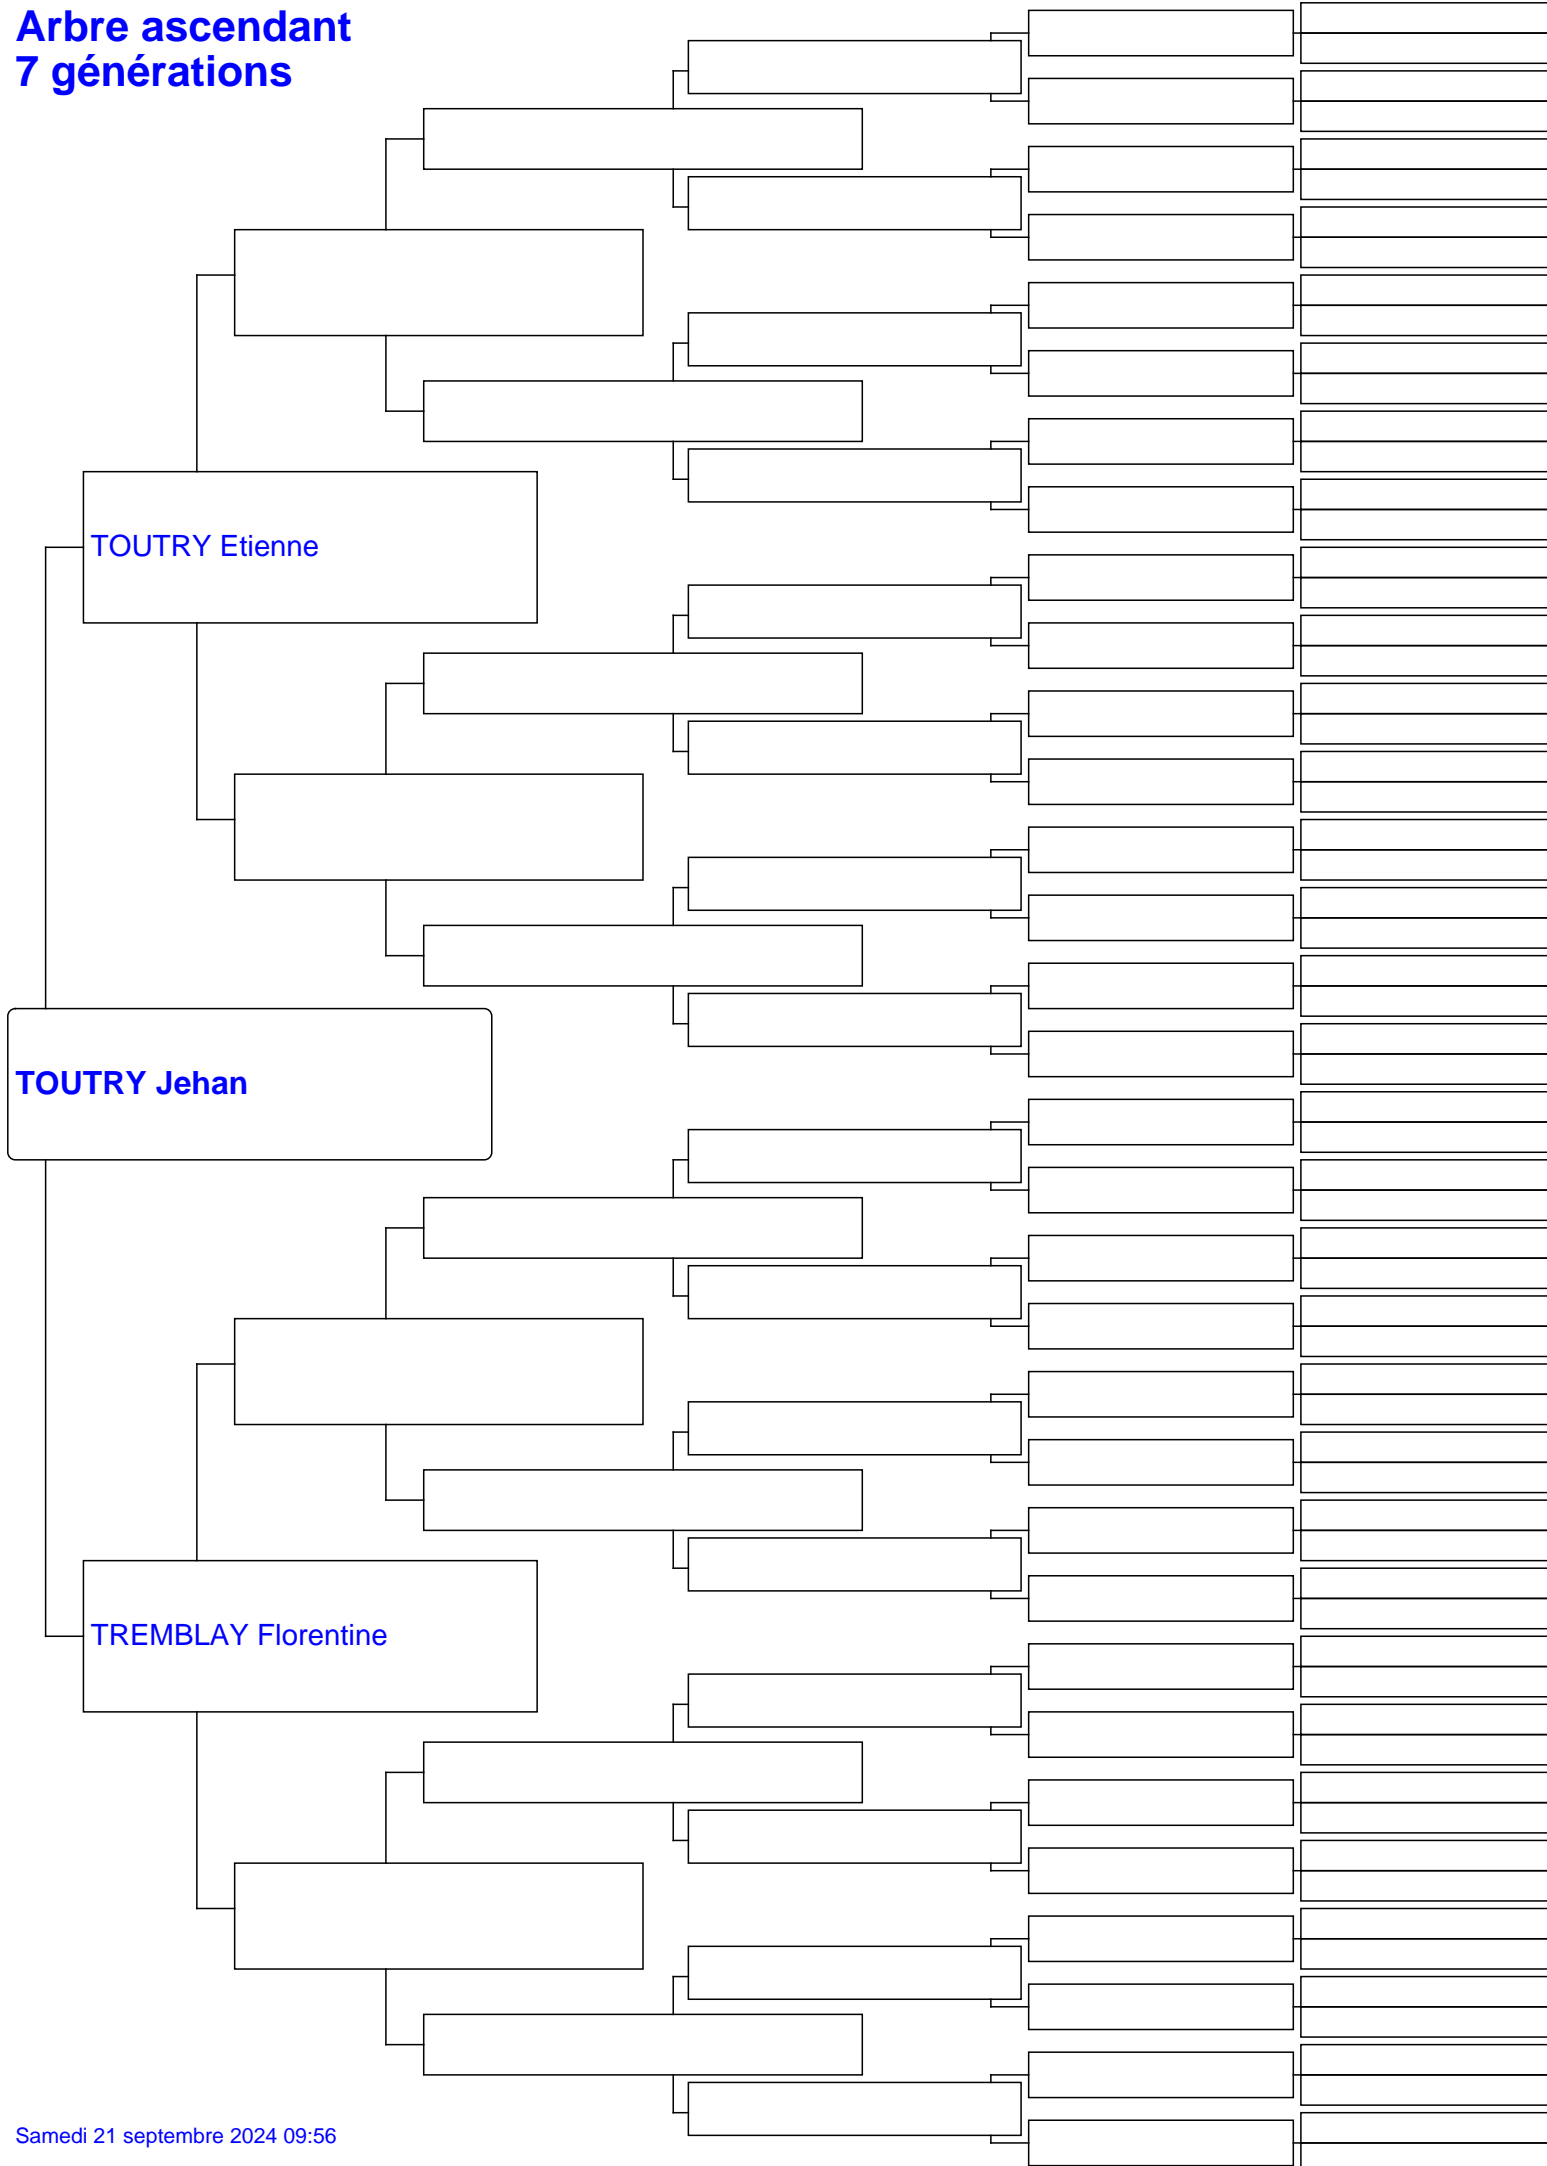 Arbre ascendant
7 générations
TOUTRY Etienne
TOUTRY Jehan
TREMBLAY Florentine
Samedi 21 septembre 2024 09:56